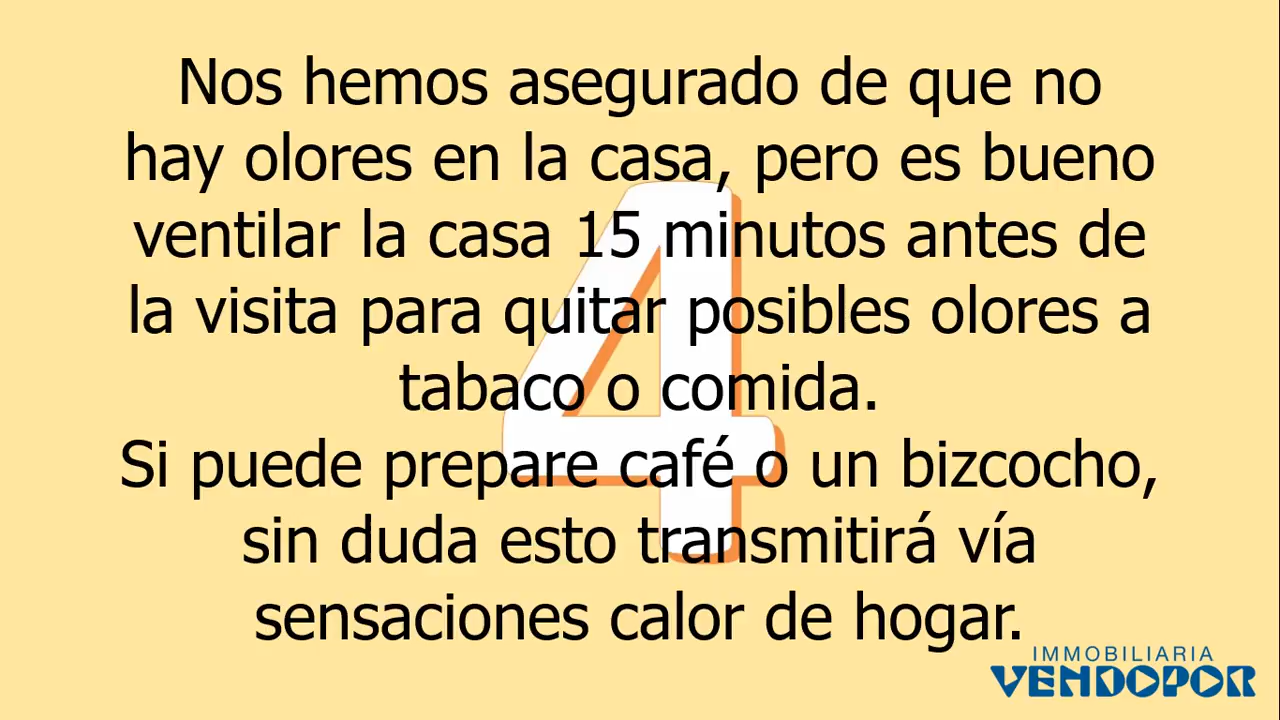 Nos hemos asegurado de que no
hay olores en la casa, pero es bueno
ventilar la casa 15 minutos antes de
la visita para quitar posibles olores a
tabaco o comida.
Si puede prepare café o un bizcocho,
sin duda esto transmitirá vía
sensaciones calor de hogar.
4
IMMOBILIARIA
VENDOPOR